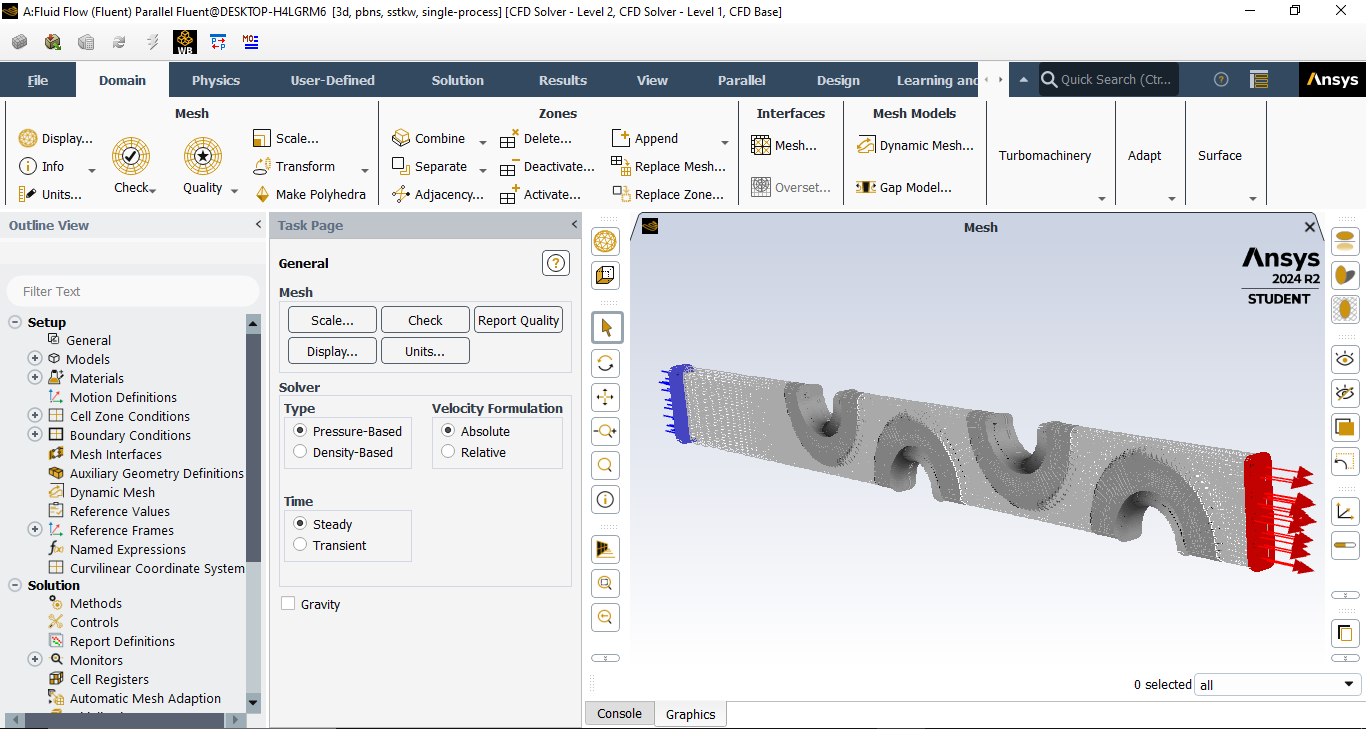 A:Fluid Flow (Fluent) Parallel Fluent@DESKTOP-H4LGRM6 [3d, pbns, sstkw, single-process] [CFD Solver - Level 2, CFD Solver - Level 1, CFD Base]
WB
File Domain Physics User-Defined Solution Results View Parallel Design Learning and Quick Search (Ctr... Ansys
Mesh Zones Interfaces Mesh Models
Display... Scale... Combine Delete... Append Mesh... Dynamic Mesh...
Info Transform Separate Deactivate... Replace Mesh... Turbomachinery Adapt Surface
Check Quality
Units... Make Polyhedra Adjacency... Activate... Replace Zone... Overset... Gap Model...
Outline View
Filter Text
Setup
General
Models
Materials
Motion Definitions
Cell Zone Conditions
Boundary Conditions
Mesh Interfaces
Auxiliary Geometry Definitions
Dynamic Mesh
Reference Values
Reference Frames
Named Expressions
Curvilinear Coordinate System
Solution
Methods
Controls
Report Definitions
Monitors
Cell Registers
Automatic Mesh Adaption
Task Page
General
Mesh
Scale... Check Report Quality
Display... Units...
Solver
Type Velocity Formulation
Pressure-Based Absolute
Density-Based Relative
Time
Steady
Transient
Gravity
Mesh
Ansys
2024 R2
STUDENT
0 selected all
Console Graphics